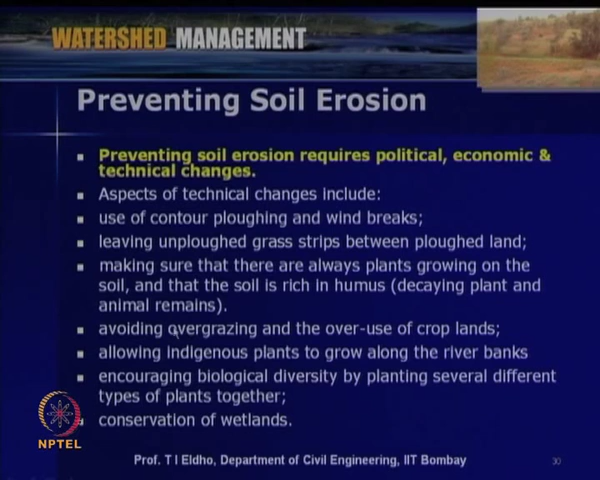 WATERSHED MANAGEMENT
Preventing Soil Erosion
Preventing soil erosion requires political, economic &
technical changes.
Aspects of technical changes include:
use of contour ploughing and wind breaks;
leaving unploughed grass strips between ploughed land;
making sure that there are always plants growing on the
soil, and that the soil is rich in humus (decaying plant and
animal remains).
avoiding overgrazing and the over-use of crop lands;
allowing indigenous plants to grow along the river banks
encouraging biological diversity by planting several different
types of plants together;
conservation of wetlands.
NPTEL
Prof. T I Eldho, Department of Civil Engineering, IIT Bombay
30